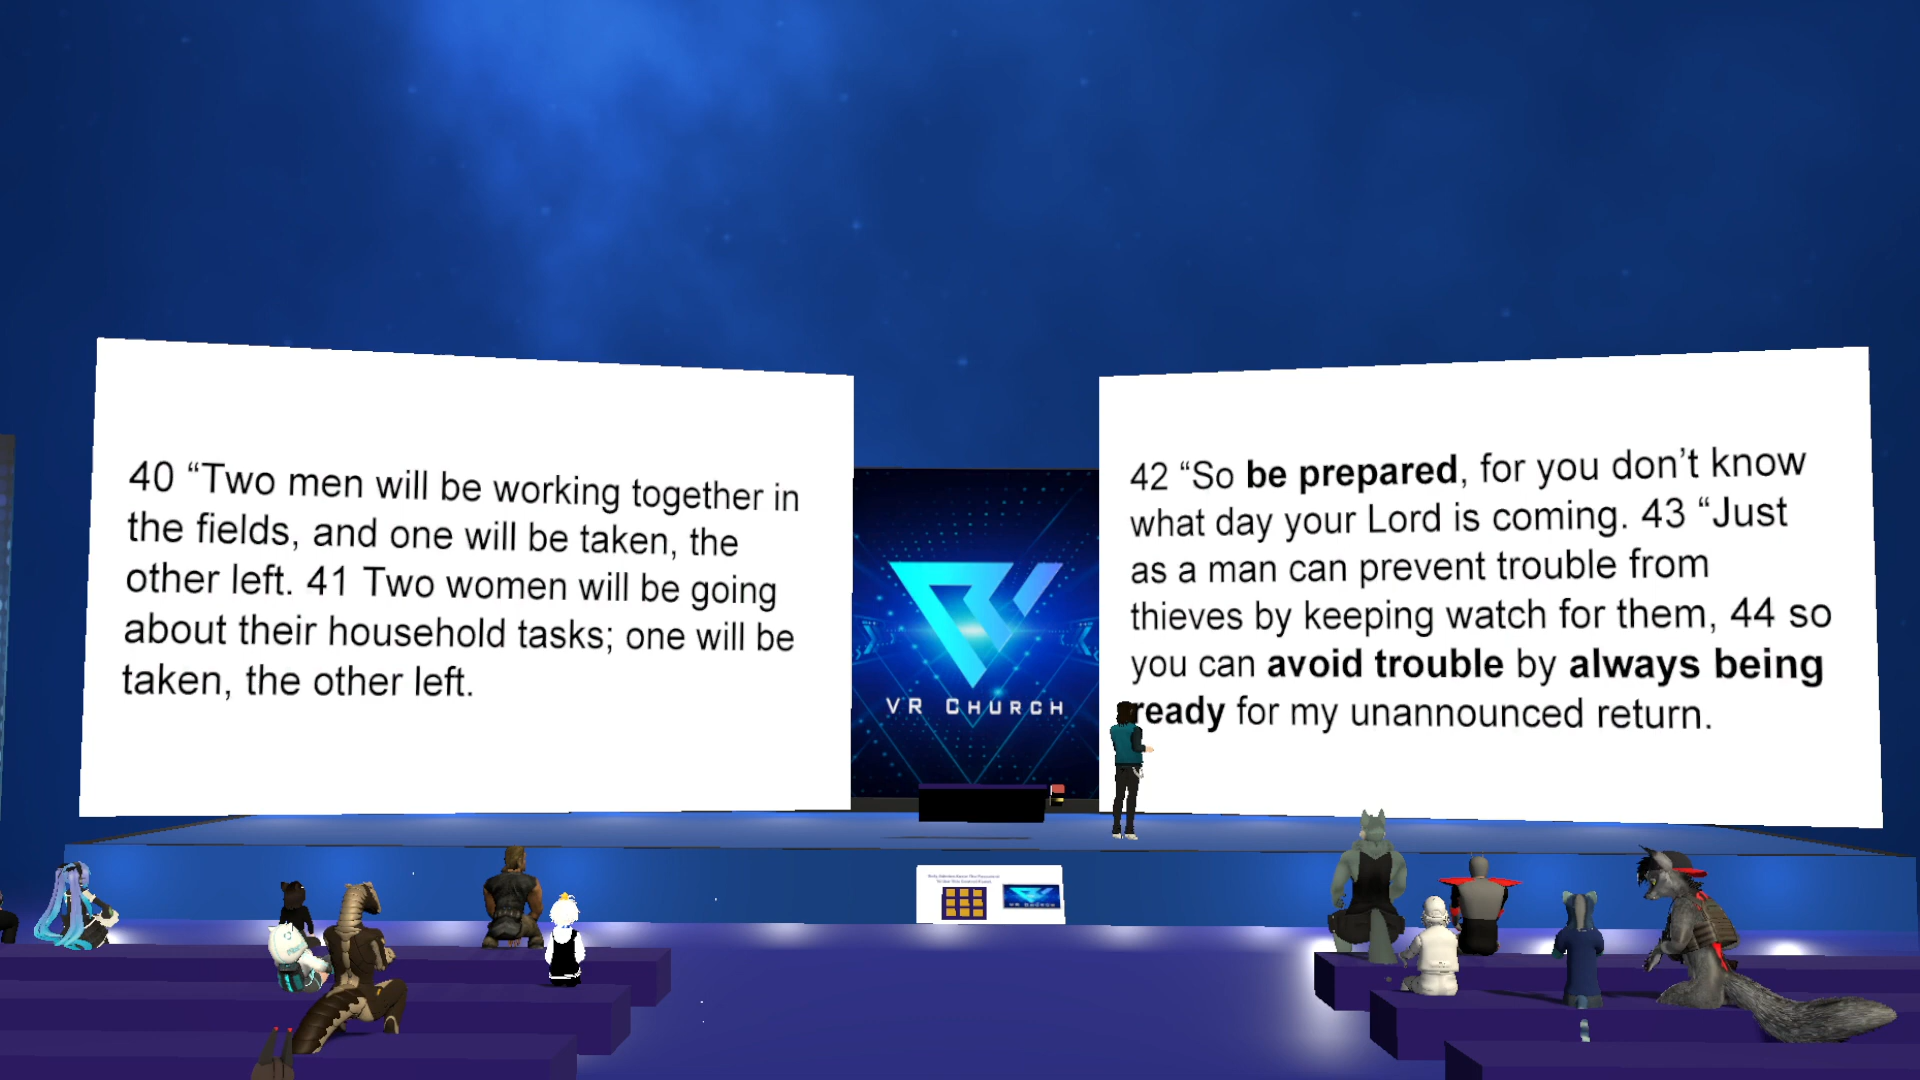 40 “Two men will be working together in
the fields, and one will be taken, the
other left. 41 Two women will be going
about their household tasks; one will be
taken, the other left.
VR CHURCH
42 “So be prepared, for you don’t know
what day your Lord is coming. 43 “Just
as a man can prevent trouble from
thieves by keeping watch for them, 44 so
you can avoid trouble by always being
ready for my unannounced return.
VR CHURCH